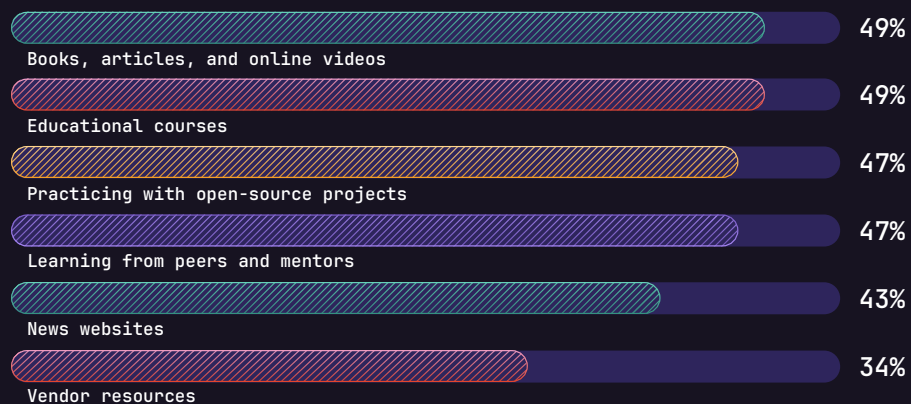 49%
Books, articles, and online videos
49%
Educational courses
47%
Practicing with open-source projects
47%
Learning from peers and mentors
43%
News websites
34%
Vendor resources